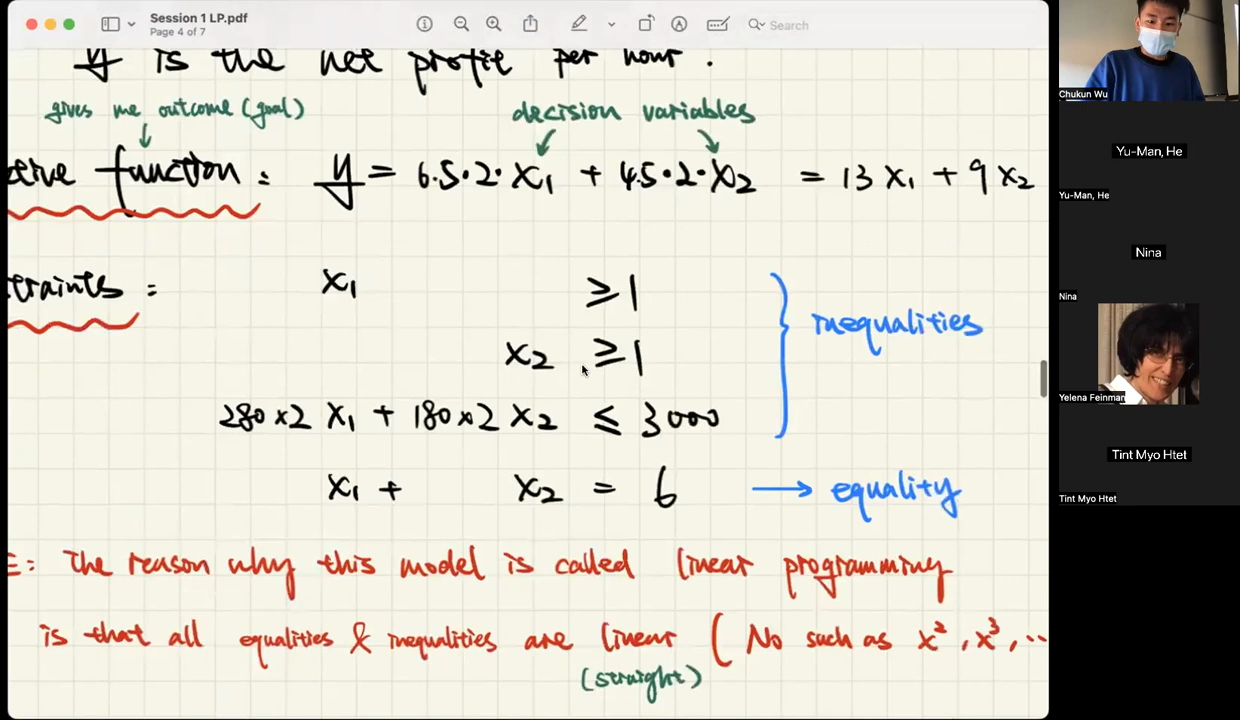 Session 1 LP.pdf
Page 4 of 7
Search
y is the net profit per hour.
gives me outcome (goal)
decision variables
function: y = 6.5·2·x1 + 4.5·2·x2 = 13 x1 + 9 x2
x1 ≥ 1
inequalities
x2 ≥ 1
280×2 x1 + 180×2 x2 ≤ 3000
x1 + x2 = 6 → equality
: The reason why this model is called linear programming
is that all equalities & inequalities are linear ( No such as x², x³, ..
(straight)
Chukun Wu
Yu-Man, He
Yu-Man, He
Nina
Nina
Yelena Feinman
Tint Myo Htet
Tint Myo Htet